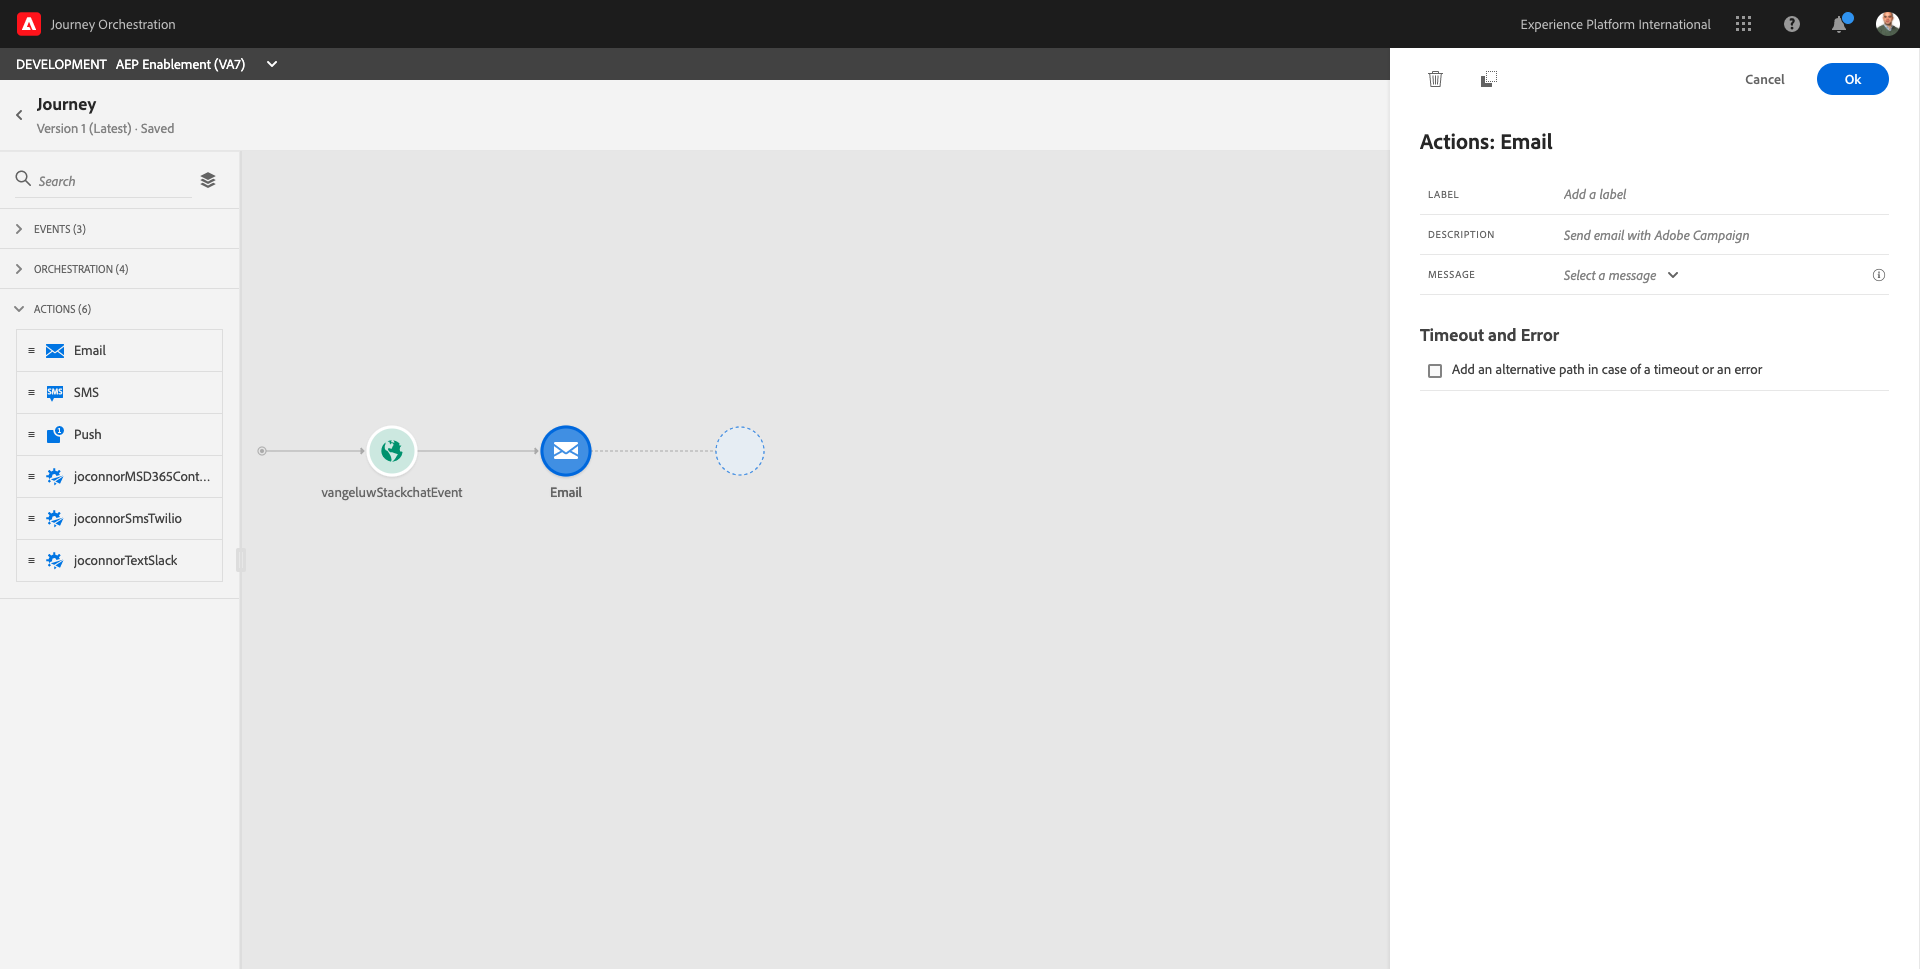 Journey Orchestration
Experience Platform International
DEVELOPMENT AEP Enablement (VA7)
Journey
Version 1 (Latest) · Saved
Cancel
Ok
Search
EVENTS (3)
ORCHESTRATION (4)
ACTIONS (6)
Email
SMS
SMS
1
Push
joconnorMSD365Cont...
joconnorSmsTwilio
joconnorTextSlack
vangeluwStackchatEvent
Email
Actions: Email
LABEL Add a label
DESCRIPTION Send email with Adobe Campaign
MESSAGE Select a message
Timeout and Error
Add an alternative path in case of a timeout or an error